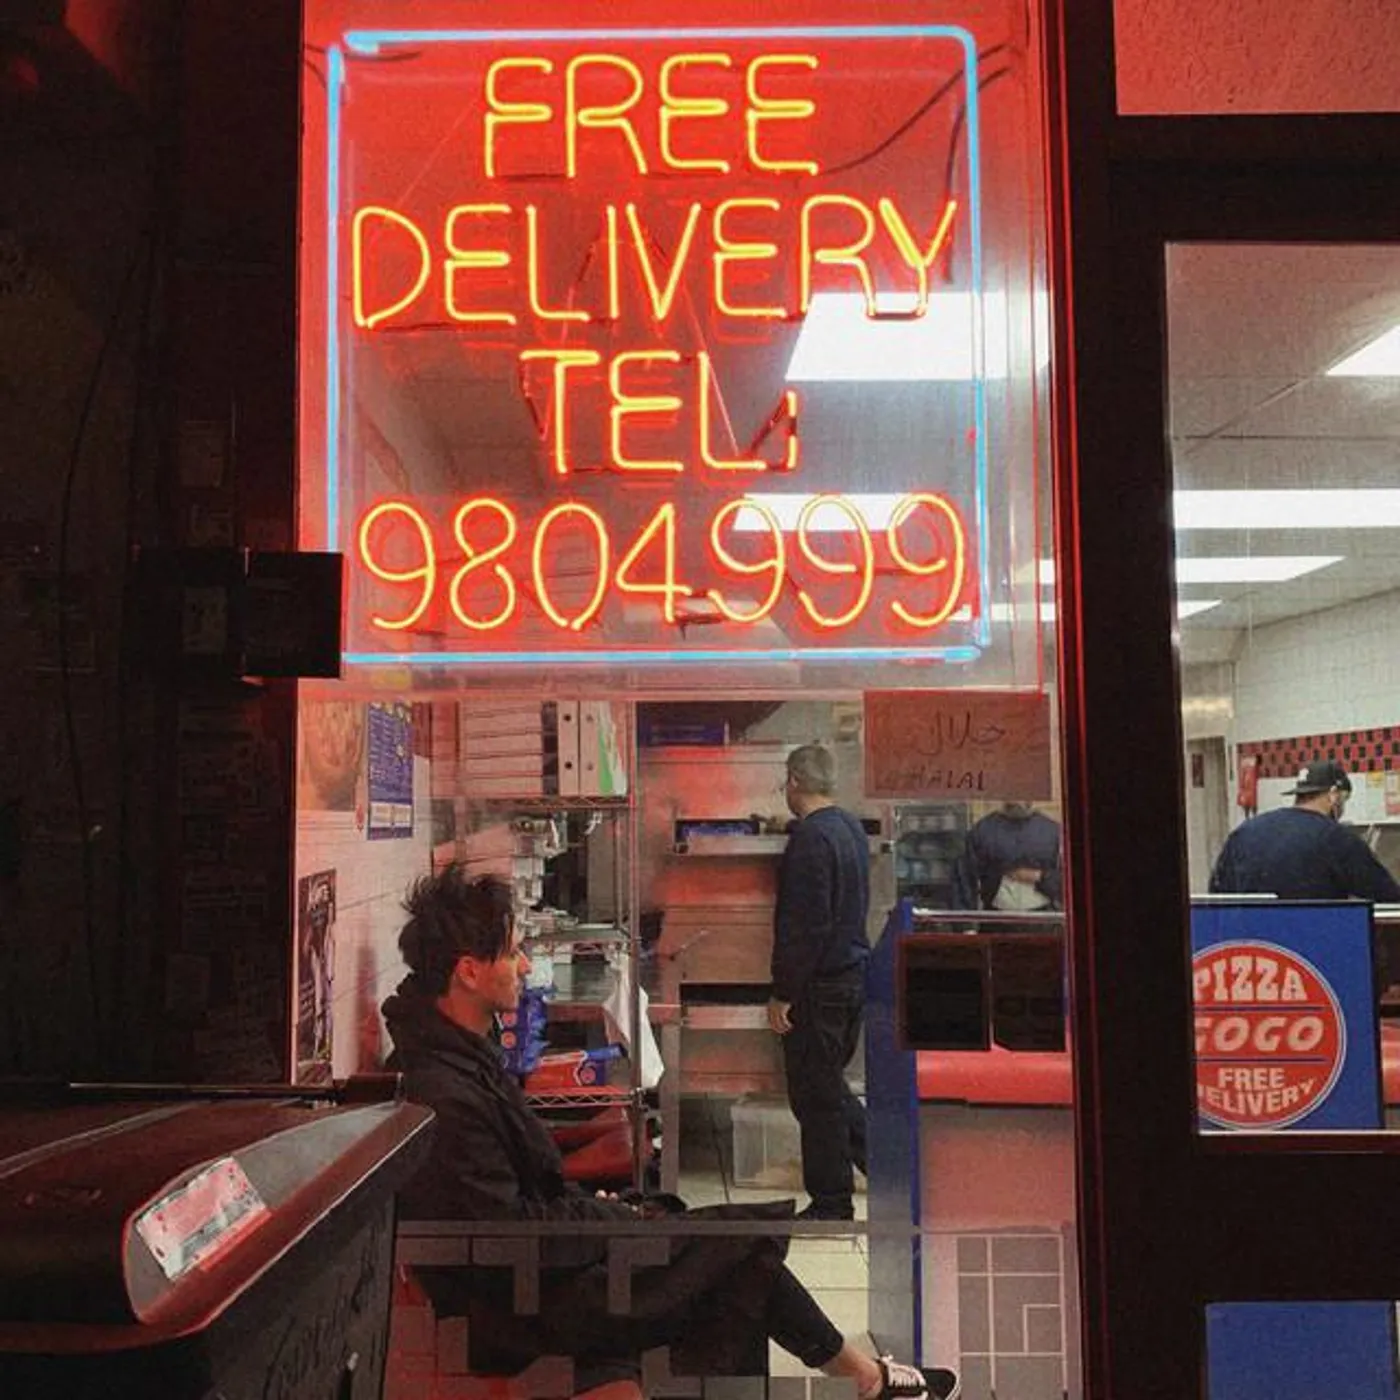 FREE
DELIVERY
TEL:
9804999
حلال
HALAL
PIZZA
GOGO
FREE
DELIVERY